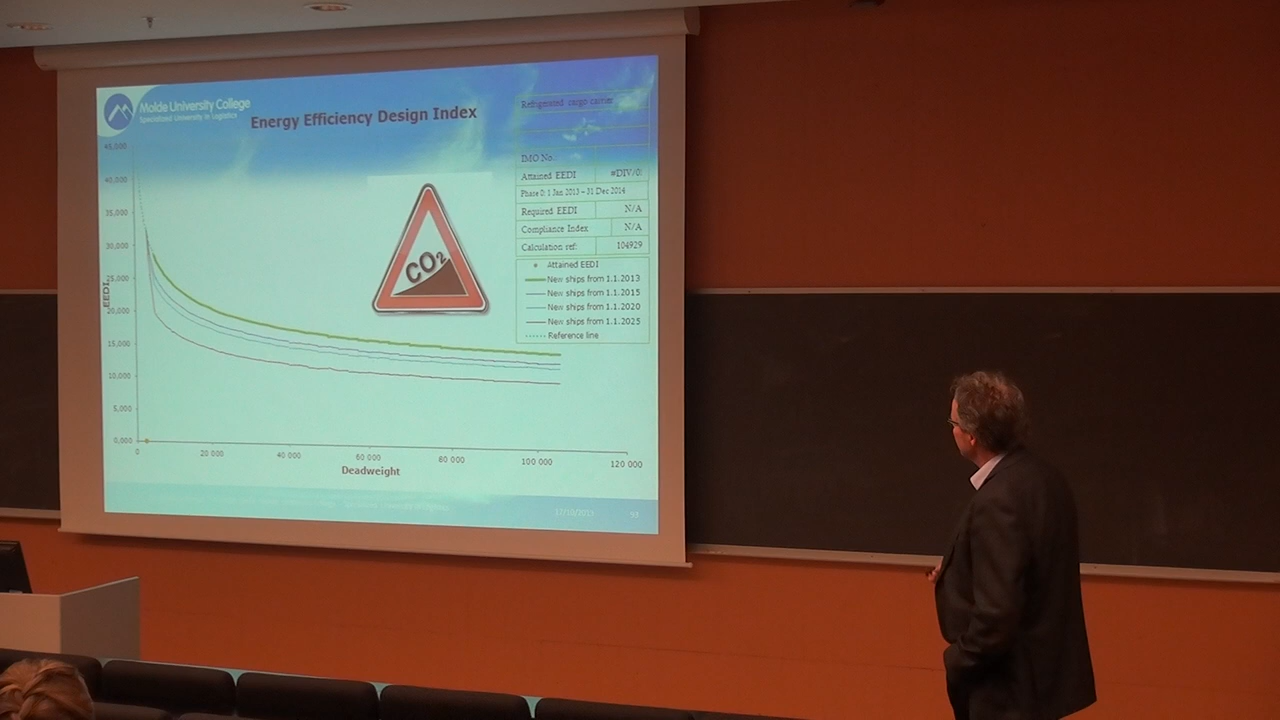 Molde University College
Specialized University in Logistics
Energy Efficiency Design Index
Refrigerated cargo carrier
IMO No.
Attained EEDI #DIV/0!
Phase 0: 1 Jan 2013 – 31 Dec 2014
Required EEDI N/A
Compliance Index N/A
Calculation ref: 104929
Attained EEDI
New ships from 1.1.2013
New ships from 1.1.2015
New ships from 1.1.2020
New ships from 1.1.2025
Reference line
CO2
45,000
40,000
35,000
30,000
25,000
20,000
15,000
10,000
5,000
0,000
EEDI
0 20 000 40 000 60 000 80 000 100 000 120 000
Deadweight
93